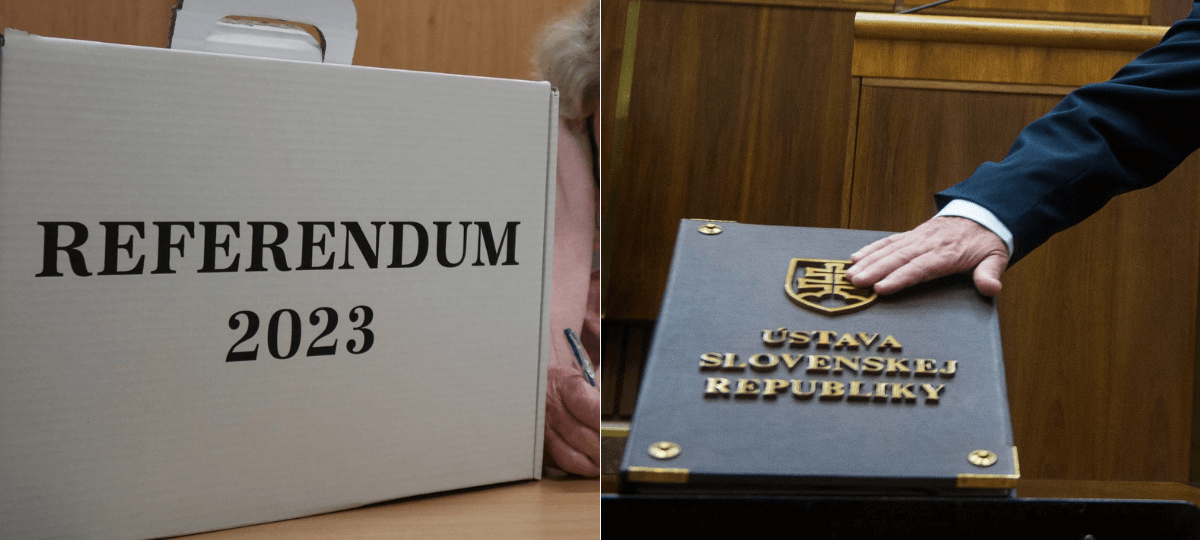 REFERENDUM
2023
ÚSTAVA
SLOVENSKEJ
REPUBLIKY